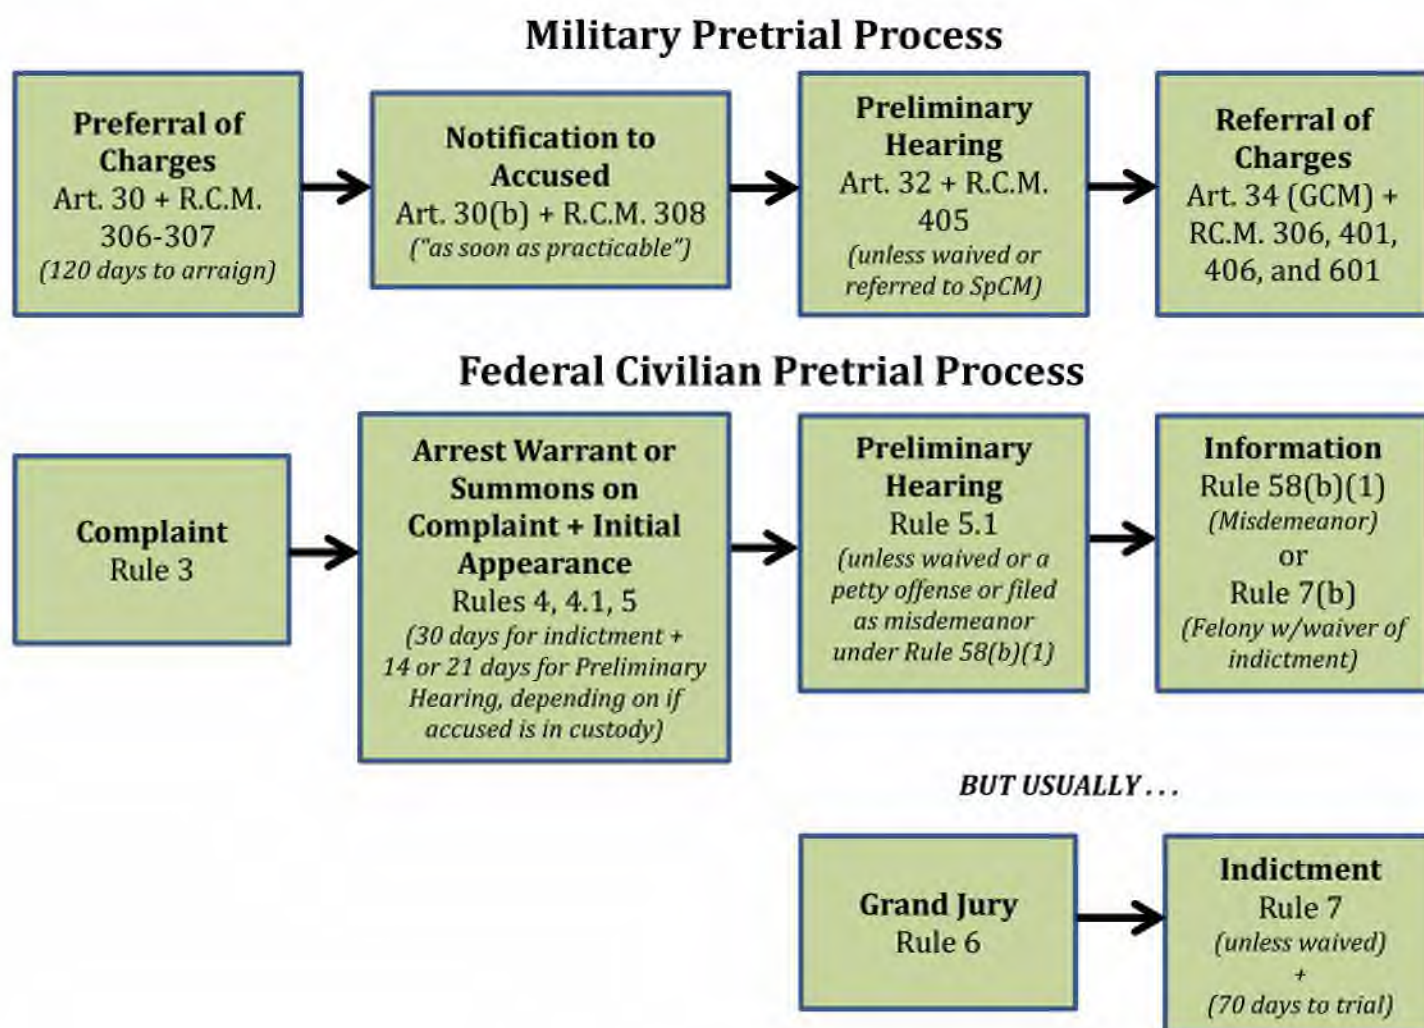 Military Pretrial Process
Preferral of
Charges
Art. 30 + R.C.M.
306-307
(120 days to arraign)
Notification to
Accused
Art. 30(b) + R.C.M. 308
("as soon as practicable")
Preliminary
Hearing
Art. 32 + R.C.M.
405
(unless waived or
referred to SpCM)
Referral of
Charges
Art. 34 (GCM) +
RC.M. 306, 401,
406, and 601
Federal Civilian Pretrial Process
Complaint
Rule 3
Arrest Warrant or
Summons on
Complaint + Initial
Appearance
Rules 4, 4.1, 5
(30 days for indictment +
14 or 21 days for Preliminary
Hearing, depending on if
accused is in custody)
Preliminary
Hearing
Rule 5.1
(unless waived or a
petty offense or filed
as misdemeanor
under Rule 58(b)(1)
Information
Rule 58(b)(1)
(Misdemeanor)
or
Rule 7(b)
(Felony w/waiver of
indictment)
BUT USUALLY . . .
Grand Jury
Rule 6
Indictment
Rule 7
(unless waived)
+
(70 days to trial)